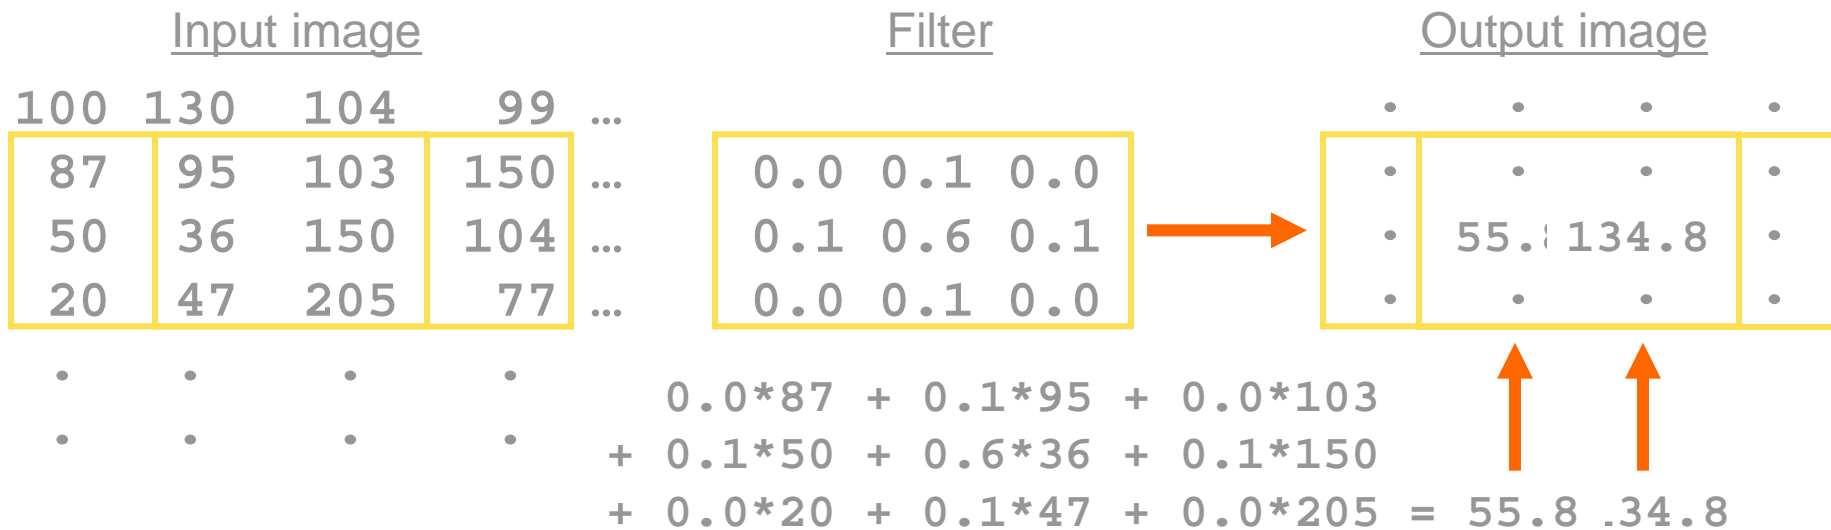 Input image Filter Output image
100 130 104 99 …
87 95 103 150 … 0.0 0.1 0.0
50 36 150 104 … 0.1 0.6 0.1 55. 134.8
20 47 205 77 … 0.0 0.1 0.0
0.0*87 + 0.1*95 + 0.0*103
+ 0.1*50 + 0.6*36 + 0.1*150
+ 0.0*20 + 0.1*47 + 0.0*205 = 55.8 .34.8